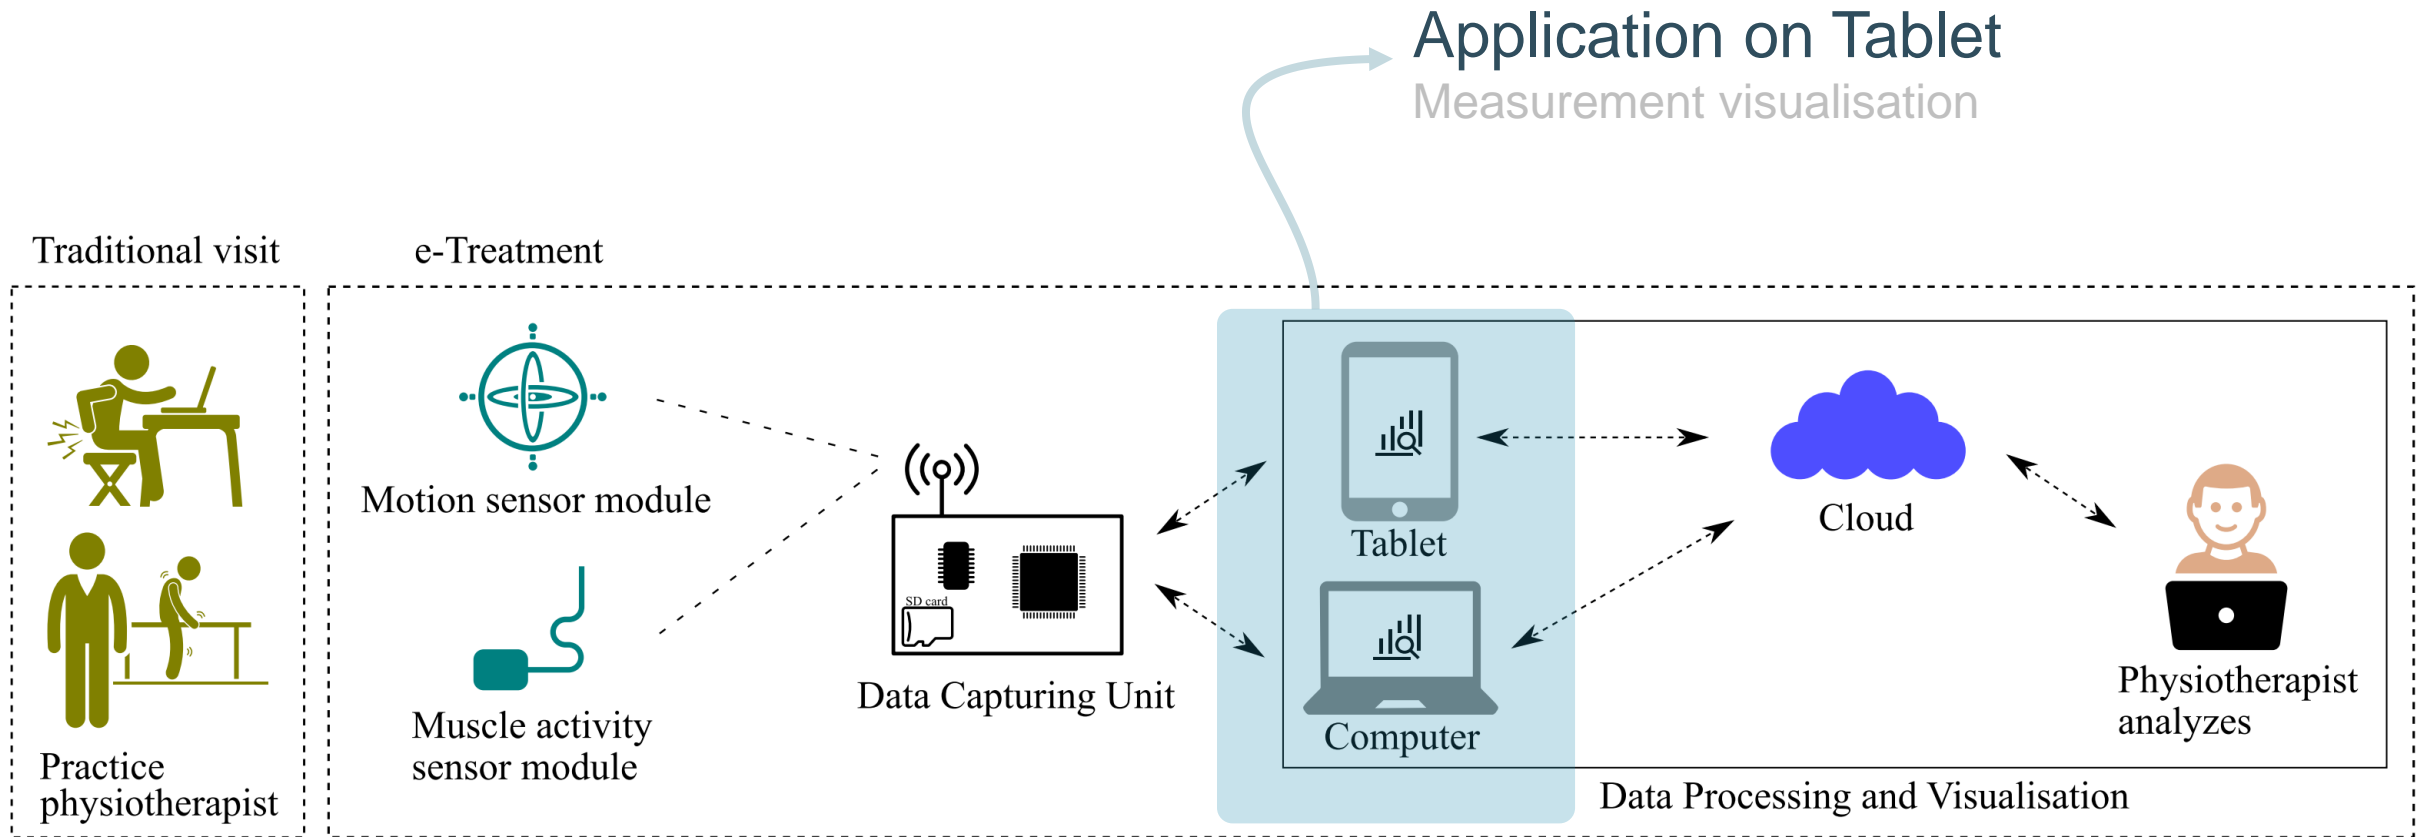 Application on Tablet
Measurement visualisation
Traditional visit
e-Treatment
Motion sensor module
Muscle activity
sensor module
SD card
Data Capturing Unit
Tablet
Computer
Cloud
Physiotherapist
analyzes
Practice
physiotherapist
Data Processing and Visualisation